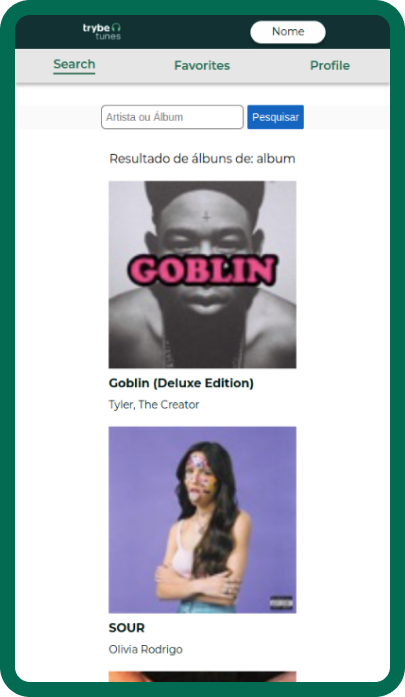 trybe
tunes
Nome
Search
Favorites
Profile
Artista ou Álbum
Pesquisar
Resultado de álbuns de: album
GOBLIN
Goblin (Deluxe Edition)
Tyler, The Creator
SOUR
Olivia Rodrigo